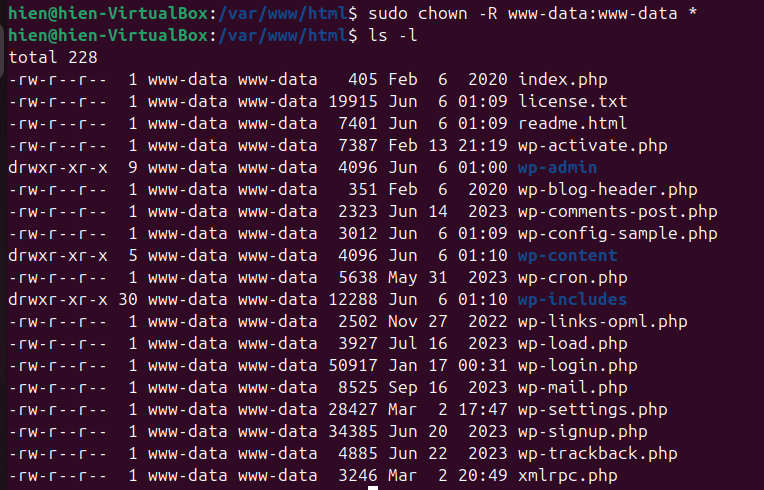 hien@hien-VirtualBox:/var/www/html$ sudo chown -R www-data:www-data *
hien@hien-VirtualBox:/var/www/html$ ls -l
total 228
-rw-r--r--  1 www-data www-data   405 Feb  6  2020 index.php
-rw-r--r--  1 www-data www-data 19915 Jun  6 01:09 license.txt
-rw-r--r--  1 www-data www-data  7401 Jun  6 01:09 readme.html
-rw-r--r--  1 www-data www-data  7387 Feb 13 21:19 wp-activate.php
drwxr-xr-x  9 www-data www-data  4096 Jun  6 01:00 wp-admin
-rw-r--r--  1 www-data www-data   351 Feb  6  2020 wp-blog-header.php
-rw-r--r--  1 www-data www-data  2323 Jun 14  2023 wp-comments-post.php
-rw-r--r--  1 www-data www-data  3012 Jun  6 01:09 wp-config-sample.php
drwxr-xr-x  5 www-data www-data  4096 Jun  6 01:10 wp-content
-rw-r--r--  1 www-data www-data  5638 May 31  2023 wp-cron.php
drwxr-xr-x 30 www-data www-data 12288 Jun  6 01:10 wp-includes
-rw-r--r--  1 www-data www-data  2502 Nov 27  2022 wp-links-opml.php
-rw-r--r--  1 www-data www-data  3927 Jul 16  2023 wp-load.php
-rw-r--r--  1 www-data www-data 50917 Jan 17 00:31 wp-login.php
-rw-r--r--  1 www-data www-data  8525 Sep 16  2023 wp-mail.php
-rw-r--r--  1 www-data www-data 28427 Mar  2 17:47 wp-settings.php
-rw-r--r--  1 www-data www-data 34385 Jun 20  2023 wp-signup.php
-rw-r--r--  1 www-data www-data  4885 Jun 22  2023 wp-trackback.php
-rw-r--r--  1 www-data www-data  3246 Mar  2 20:49 xmlrpc.php